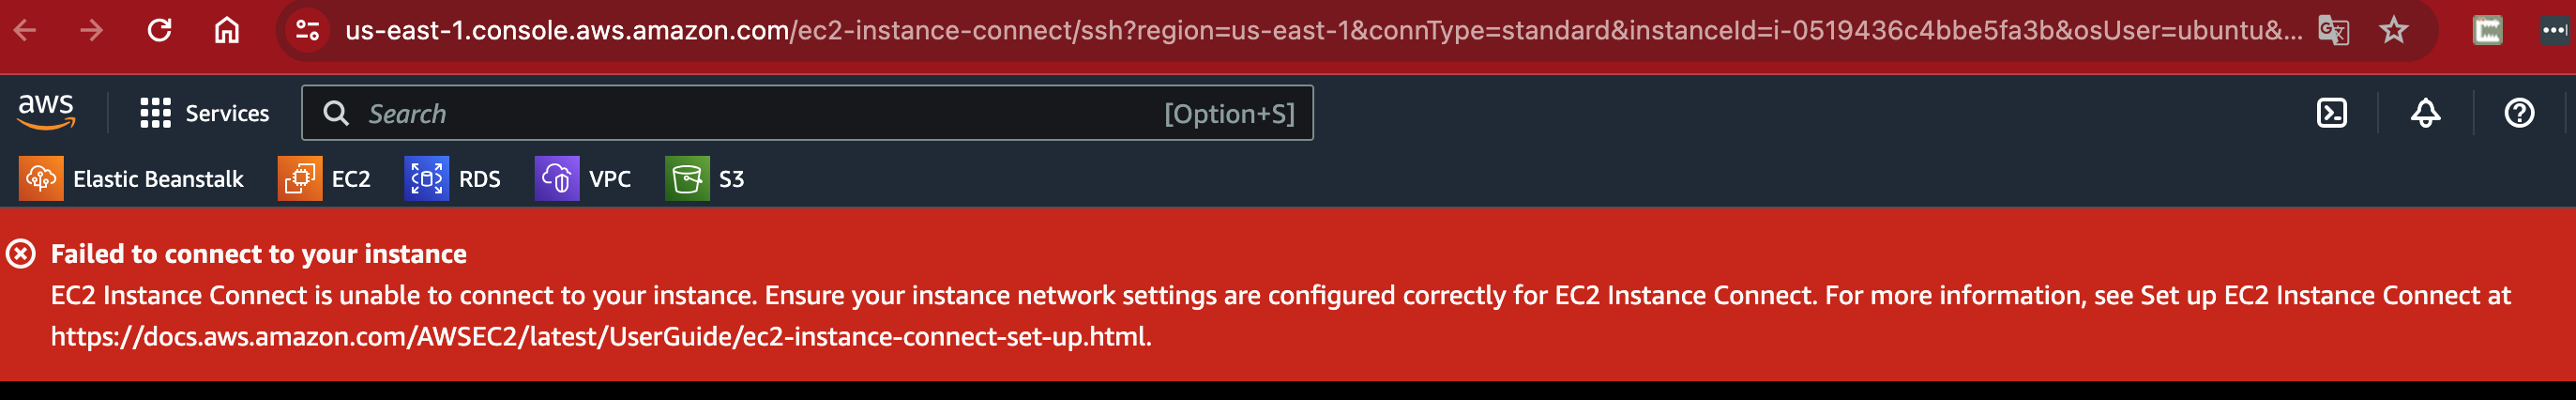 us-east-1.console.aws.amazon.com/ec2-instance-connect/ssh?region=us-east-1&connType=standard&instanceId=i-0519436c4bbe5fa3b&osUser=ubuntu&...
aws Services Search [Option+S]
Elastic Beanstalk EC2 RDS VPC S3
Failed to connect to your instance
EC2 Instance Connect is unable to connect to your instance. Ensure your instance network settings are configured correctly for EC2 Instance Connect. For more information, see Set up EC2 Instance Connect at
https://docs.aws.amazon.com/AWSEC2/latest/UserGuide/ec2-instance-connect-set-up.html.